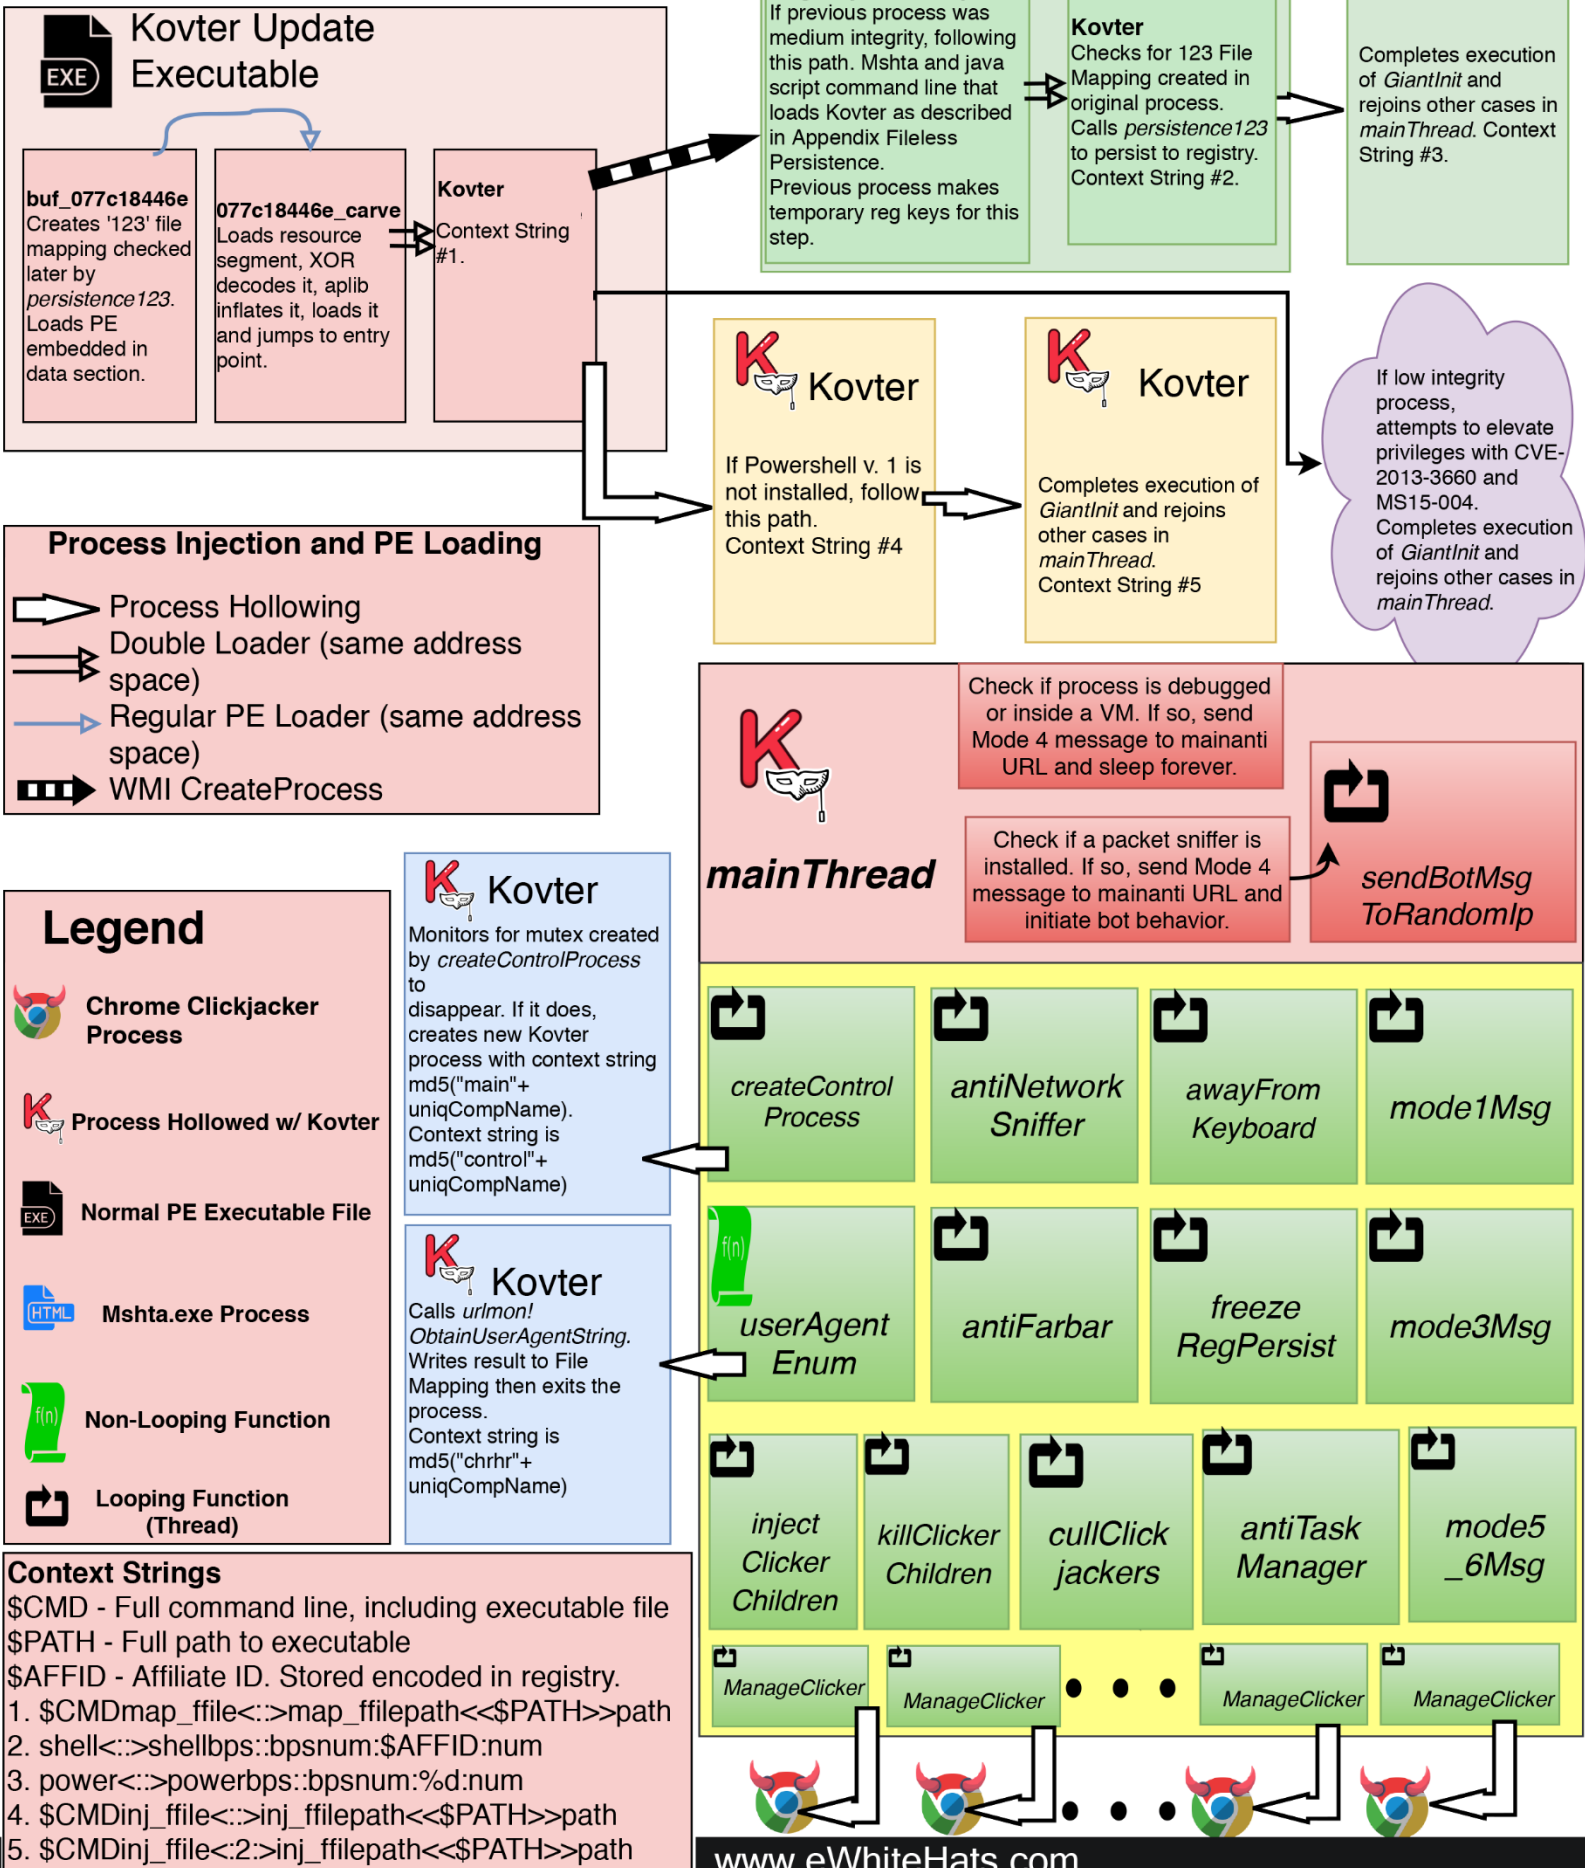 Kovter Update
Executable
EXE
buf_077c18446e
Creates '123' file
mapping checked
later by
persistence123.
Loads PE
embedded in
data section.
077c18446e_carve
Loads resource
segment, XOR
decodes it, aplib
inflates it, loads it
and jumps to entry
point.
Kovter
Context String
#1.
If previous process was
medium integrity, following
this path. Mshta and java
script command line that
loads Kovter as described
in Appendix Fileless
Persistence.
Previous process makes
temporary reg keys for this
step.
Kovter
Checks for 123 File
Mapping created in
original process.
Calls persistence123
to persist to registry.
Context String #2.
Completes execution
of GiantInit and
rejoins other cases in
mainThread. Context
String #3.
Kovter
If Powershell v. 1 is
not installed, follow
this path.
Context String #4
Kovter
Completes execution of
GiantInit and rejoins
other cases in
mainThread.
Context String #5
If low integrity
process,
attempts to elevate
privileges with CVE-
2013-3660 and
MS15-004.
Completes execution
of GiantInit and
rejoins other cases in
mainThread.
Process Injection and PE Loading
Process Hollowing
Double Loader (same address
space)
Regular PE Loader (same address
space)
WMI CreateProcess
mainThread
Check if process is debugged
or inside a VM. If so, send
Mode 4 message to mainanti
URL and sleep forever.
Check if a packet sniffer is
installed. If so, send Mode 4
message to mainanti URL and
initiate bot behavior.
sendBotMsg
ToRandomIp
Legend
Chrome Clickjacker
Process
Process Hollowed w/ Kovter
EXE
Normal PE Executable File
HTML
Mshta.exe Process
f(n)
Non-Looping Function
Looping Function
(Thread)
Kovter
Monitors for mutex created
by createControlProcess
to
disappear. If it does,
creates new Kovter
process with context string
md5("main"+
uniqCompName).
Context string is
md5("control"+
uniqCompName)
Kovter
Calls urlmon!
ObtainUserAgentString.
Writes result to File
Mapping then exits the
process.
Context string is
md5("chrhr"+
uniqCompName)
createControl
Process
antiNetwork
Sniffer
awayFrom
Keyboard
mode1Msg
f(n)
userAgent
Enum
antiFarbar
freeze
RegPersist
mode3Msg
inject
Clicker
Children
killClicker
Children
cullClick
jackers
antiTask
Manager
mode5
_6Msg
ManageClicker
ManageClicker
ManageClicker
ManageClicker
Context Strings
$CMD - Full command line, including executable file
$PATH - Full path to executable
$AFFID - Affiliate ID. Stored encoded in registry.
1. $CMDmap_ffile<::>map_ffilepath<<$PATH>>path
2. shell<::>shellbps::bpsnum:$AFFID:num
3. power<::>powerbps::bpsnum:%d:num
4. $CMDinj_ffile<::>inj_ffilepath<<$PATH>>path
5. $CMDinj_ffile<:2:>inj_ffilepath<<$PATH>>path
www.eWhiteHats.com